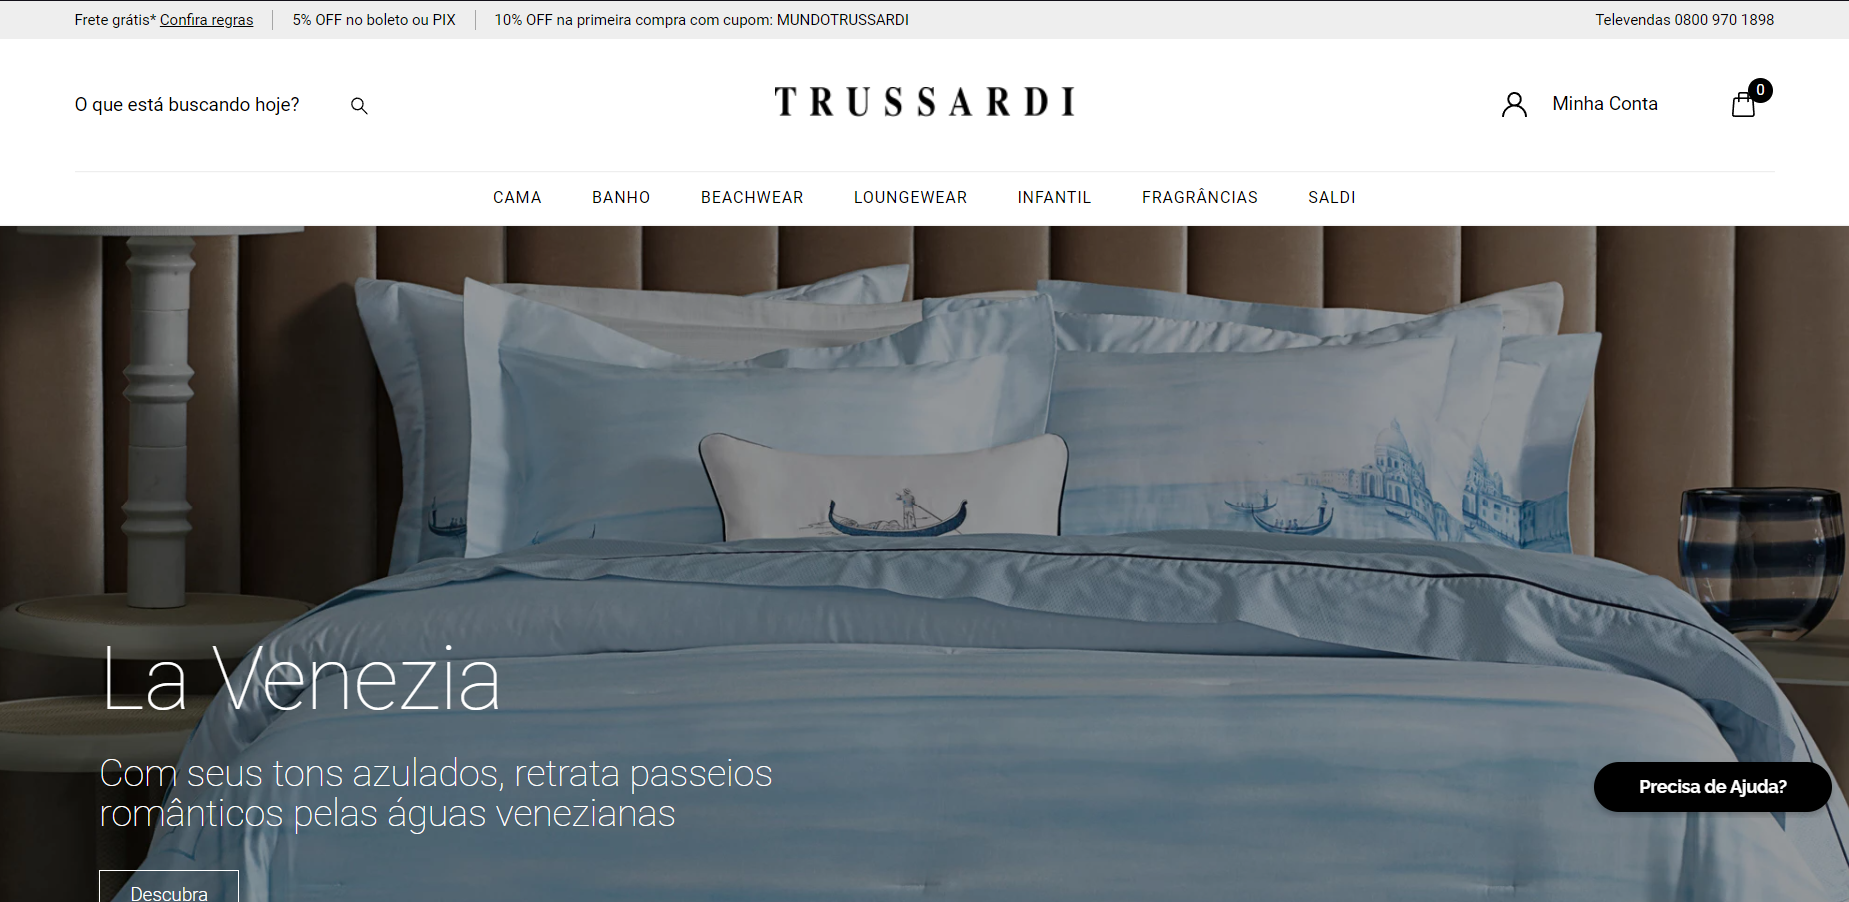 Frete grátis* Confira regras
5% OFF no boleto ou PIX
10% OFF na primeira compra com cupom: MUNDOTRUSSARDI
Televendas 0800 970 1898
O que está buscando hoje?
TRUSSARDI
Minha Conta
0
CAMA BANHO BEACHWEAR LOUNGEWEAR INFANTIL FRAGRÂNCIAS SALDI
La Venezia
Com seus tons azulados, retrata passeios
românticos pelas águas venezianas
Precisa de Ajuda?
Descubra